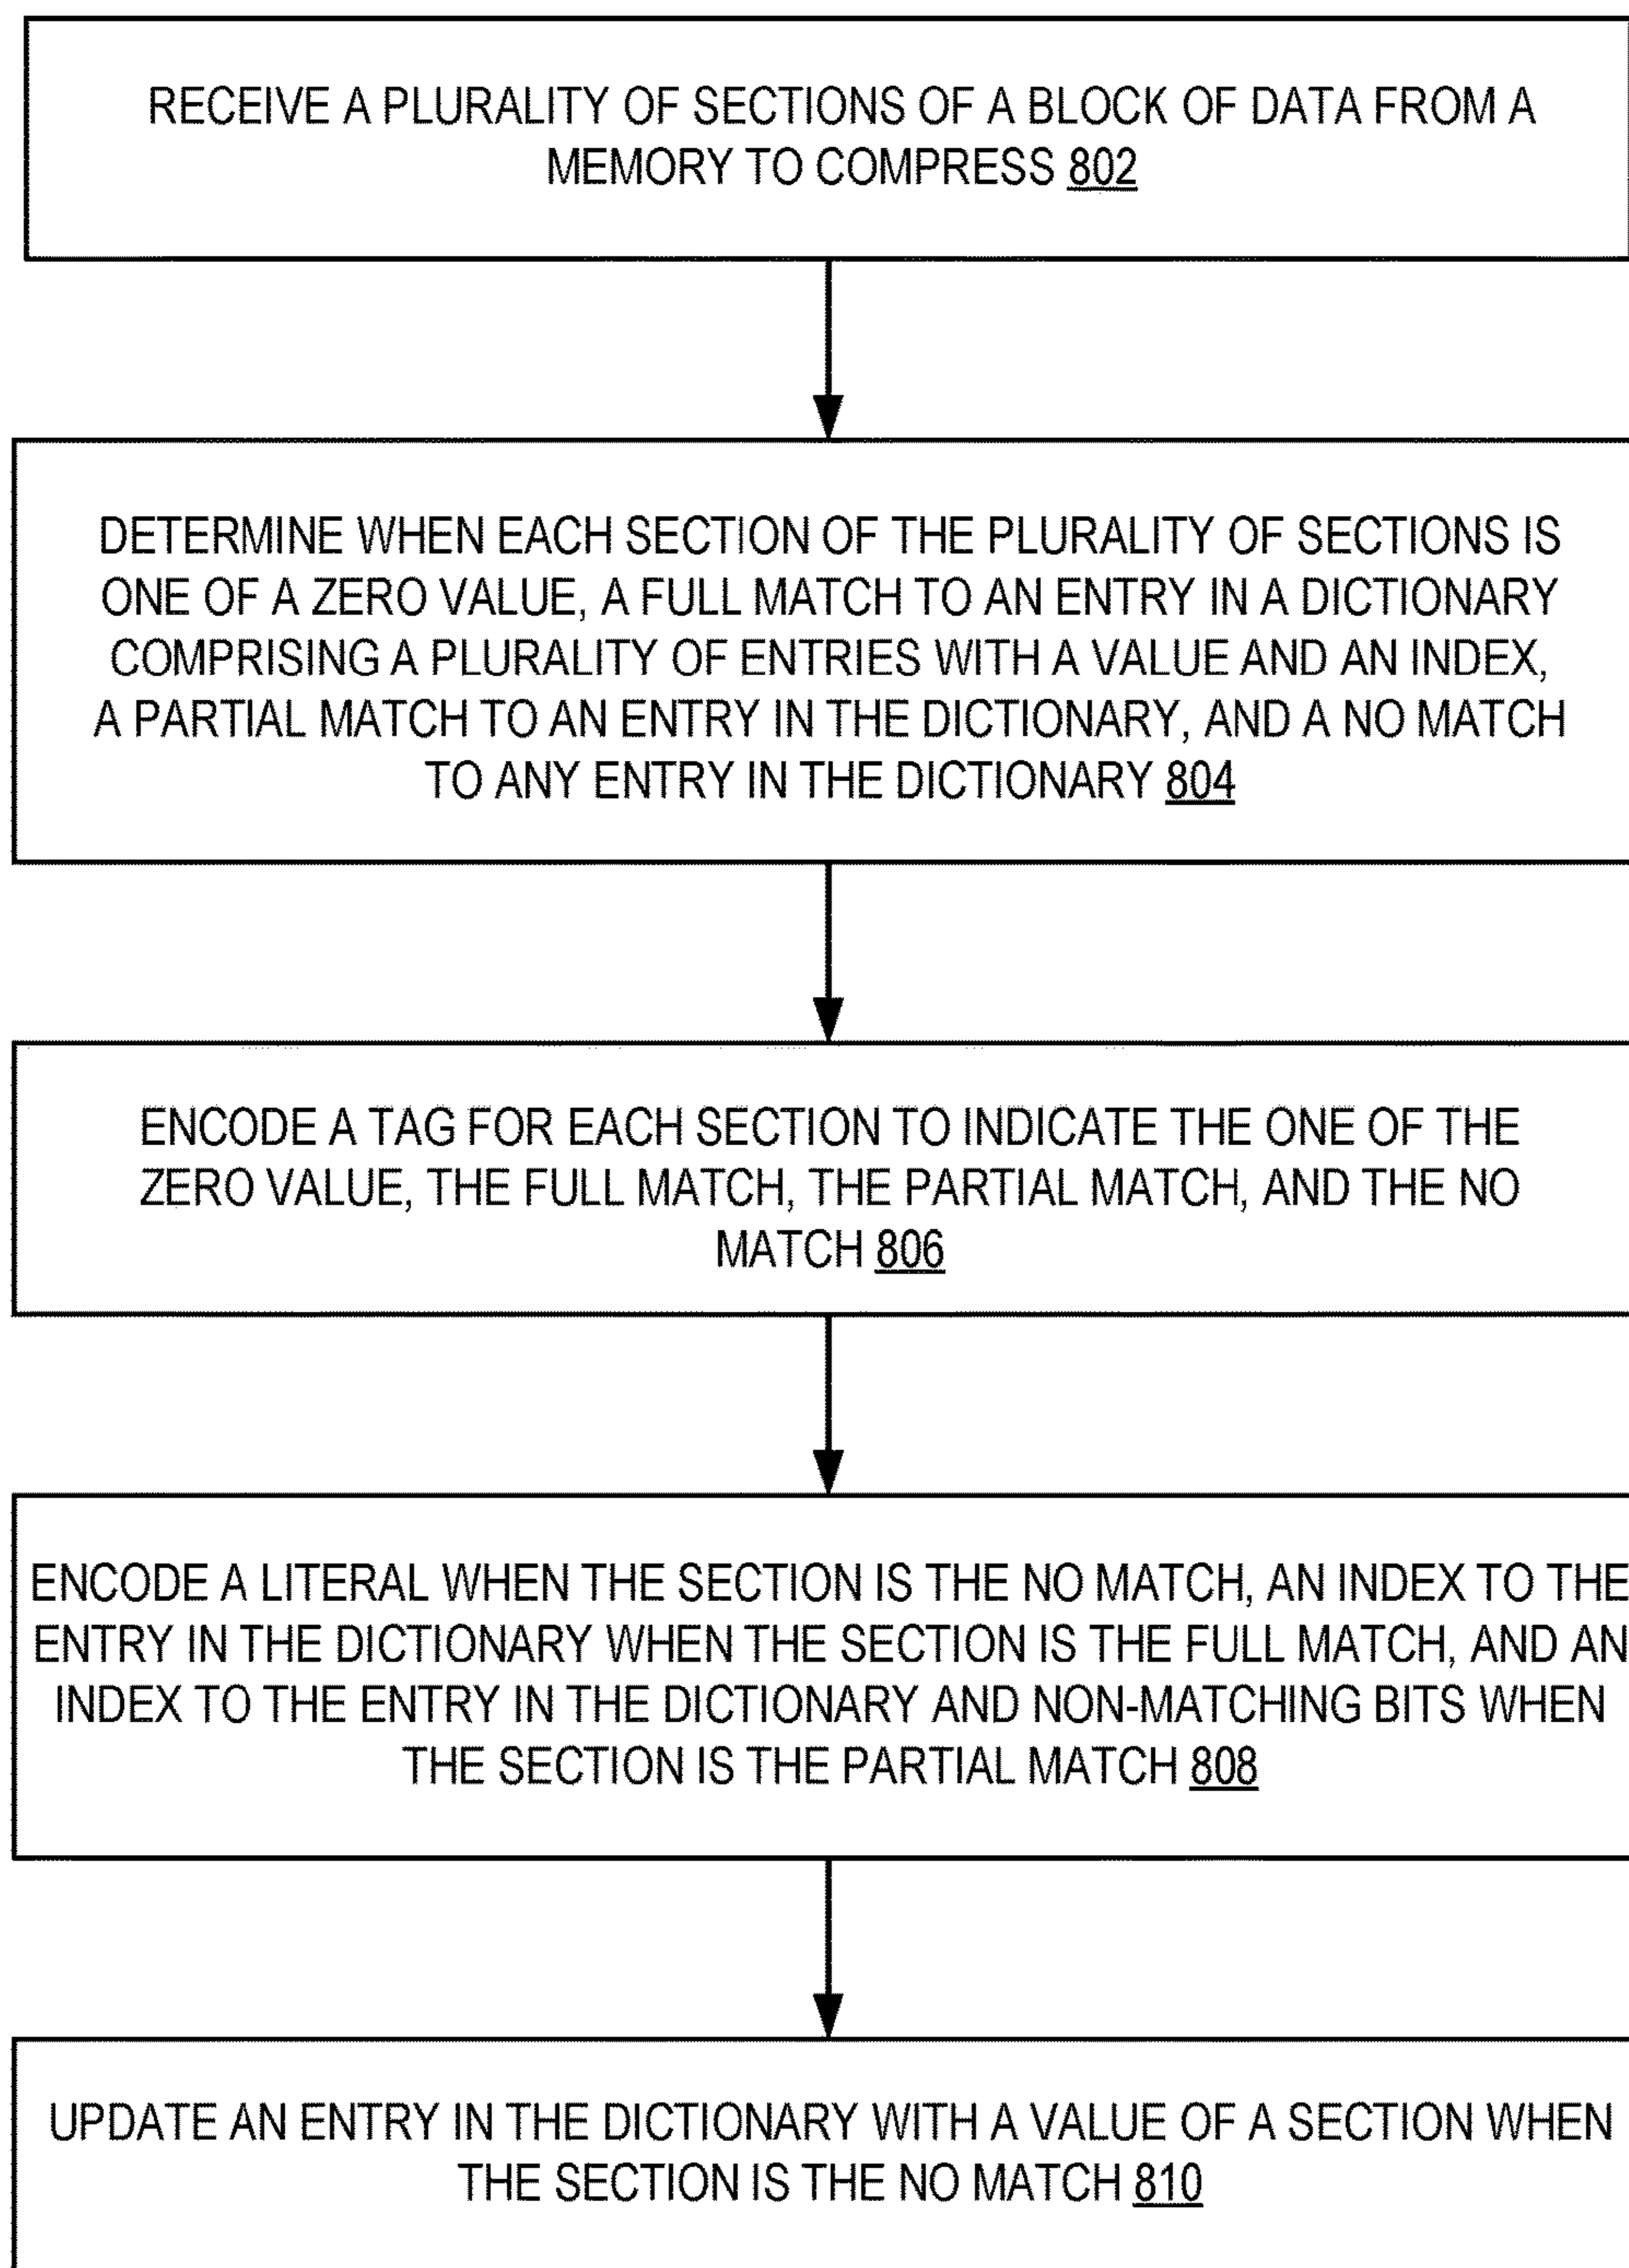 RECEIVE A PLURALITY OF SECTIONS OF A BLOCK OF DATA FROM A
MEMORY TO COMPRESS 802
DETERMINE WHEN EACH SECTION OF THE PLURALITY OF SECTIONS IS
ONE OF A ZERO VALUE, A FULL MATCH TO AN ENTRY IN A DICTIONARY
COMPRISING A PLURALITY OF ENTRIES WITH A VALUE AND AN INDEX,
A PARTIAL MATCH TO AN ENTRY IN THE DICTIONARY, AND A NO MATCH
TO ANY ENTRY IN THE DICTIONARY 804
ENCODE A TAG FOR EACH SECTION TO INDICATE THE ONE OF THE
ZERO VALUE, THE FULL MATCH, THE PARTIAL MATCH, AND THE NO
MATCH 806
ENCODE A LITERAL WHEN THE SECTION IS THE NO MATCH, AN INDEX TO THE
ENTRY IN THE DICTIONARY WHEN THE SECTION IS THE FULL MATCH, AND AN
INDEX TO THE ENTRY IN THE DICTIONARY AND NON-MATCHING BITS WHEN
THE SECTION IS THE PARTIAL MATCH 808
UPDATE AN ENTRY IN THE DICTIONARY WITH A VALUE OF A SECTION WHEN
THE SECTION IS THE NO MATCH 810